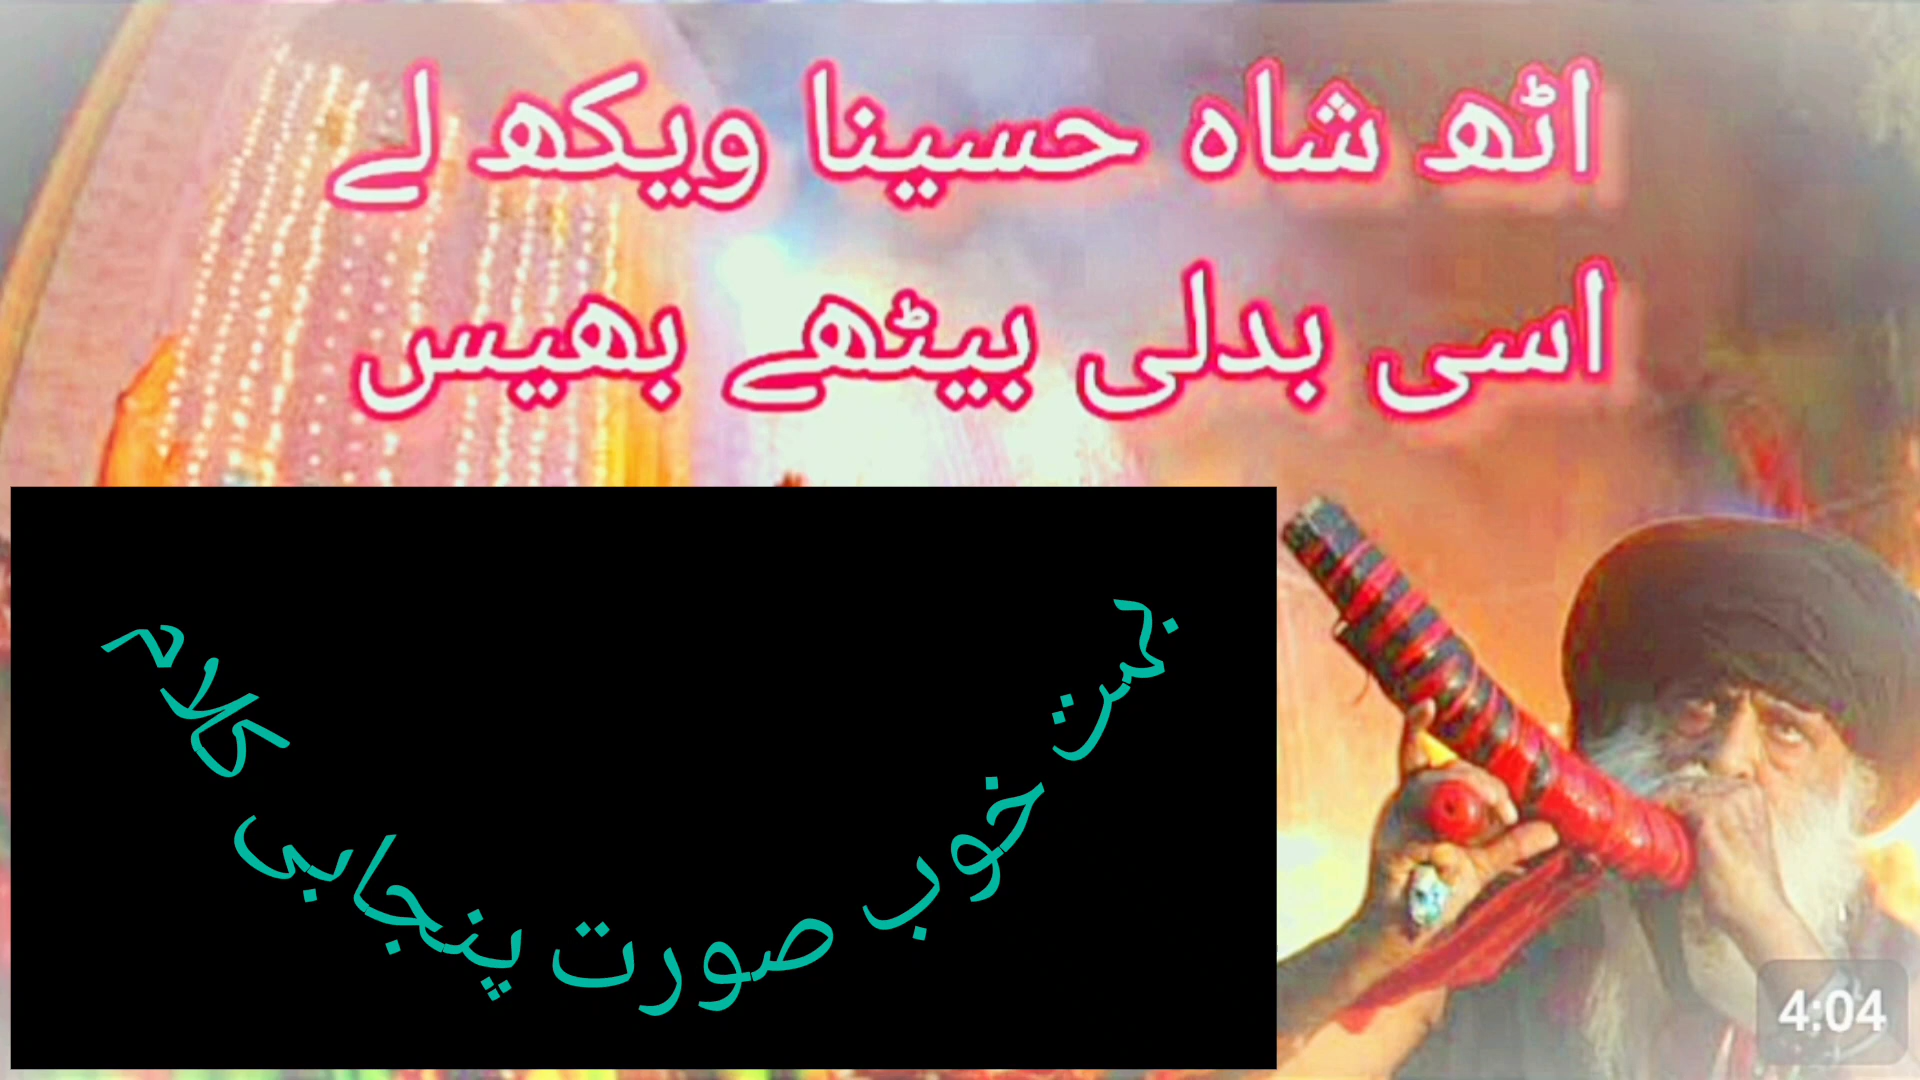 اٹھ شاہ حسینا ویکھ لے
اسی بدلی بیٹھے بھیس
بہت خوب صورت پنجابی کلام
4:04